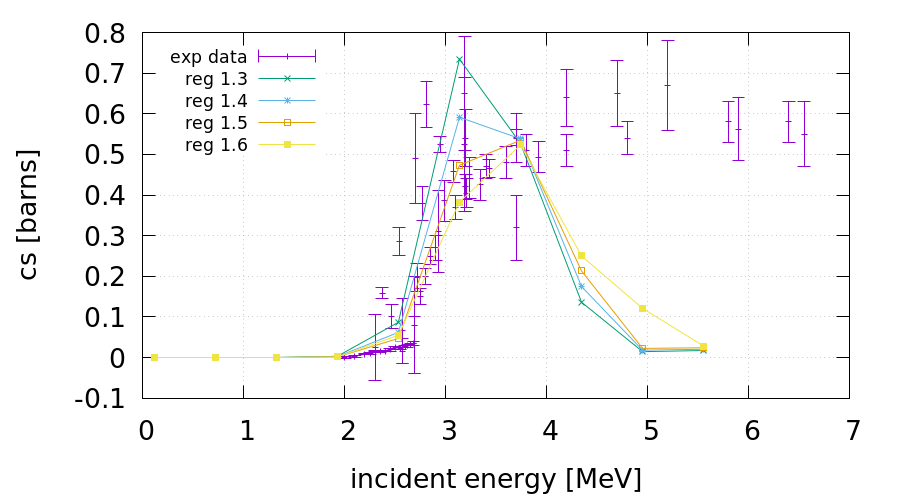 0.8
0.7
0.6
0.5
0.4
0.3
0.2
0.1
0
-0.1
cs [barns]
exp data
reg 1.3
reg 1.4
reg 1.5
reg 1.6
0 1 2 3 4 5 6 7
incident energy [MeV]